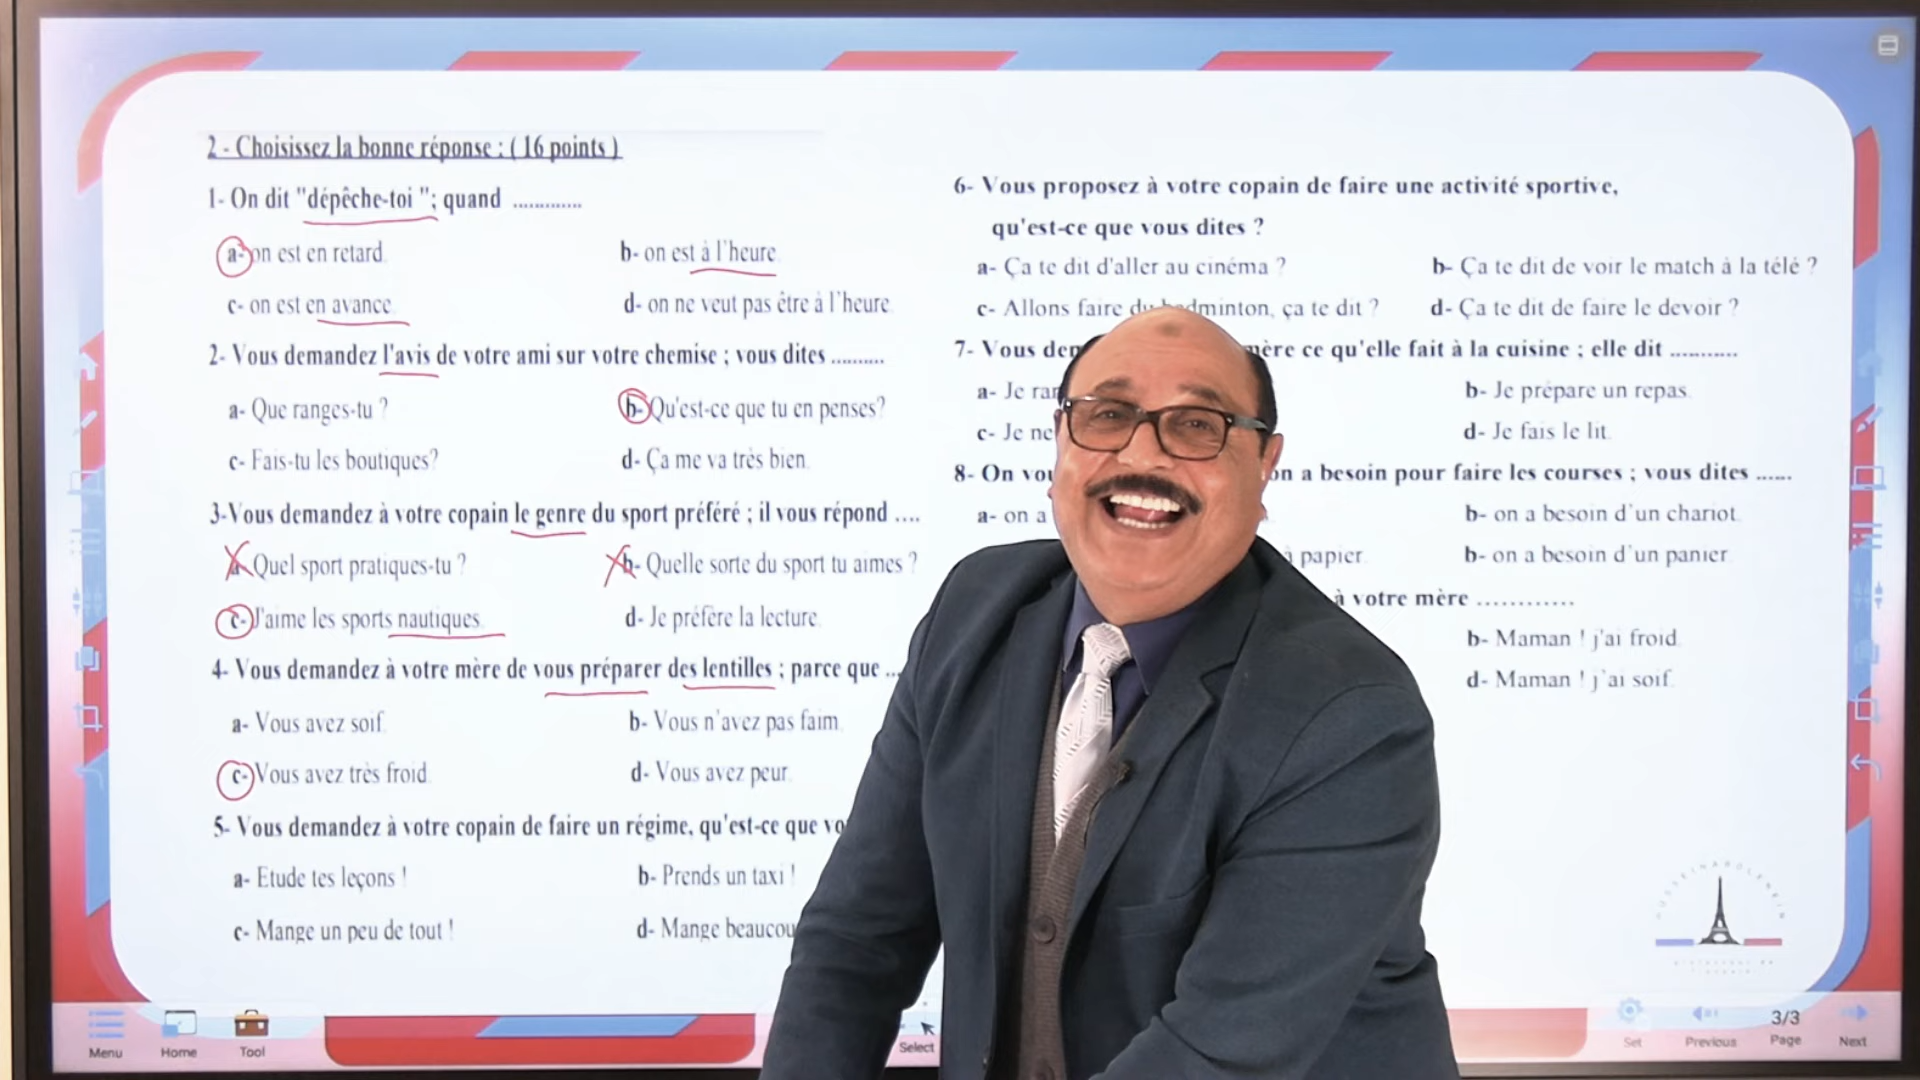 2 - Choisissez la bonne réponse : ( 16 points )
1- On dit "dépêche-toi "; quand .............
a- on est en retard.
b- on est à l'heure.
c- on est en avance.
d- on ne veut pas être à l'heure.
2- Vous demandez l'avis de votre ami sur votre chemise ; vous dites ..........
a- Que ranges-tu ?
b- Qu'est-ce que tu en penses?
c- Fais-tu les boutiques?
d- Ça me va très bien.
3-Vous demandez à votre copain le genre du sport préféré ; il vous répond ....
a- Quel sport pratiques-tu ?
b- Quelle sorte du sport tu aimes ?
c- J'aime les sports nautiques.
d- Je préfère la lecture.
4- Vous demandez à votre mère de vous préparer des lentilles ; parce que ...
a- Vous avez soif.
b- Vous n'avez pas faim.
c- Vous avez très froid.
d- Vous avez peur.
5- Vous demandez à votre copain de faire un régime, qu'est-ce que
a- Etude tes leçons !
b- Prends un taxi !
c- Mange un peu de tout !
d- Mange
6- Vous proposez à votre copain de faire une activité sportive,
qu'est-ce que vous dites ?
a- Ça te dit d'aller au cinéma ?
b- Ça te dit de voir le match à la télé ?
c- Allons faire du badminton, ça te dit ?
d- Ça te dit de faire le devoir ?
7- Vous ce qu'elle fait à la cuisine ; elle dit ...........
a- Je
b- Je prépare un repas.
c- Je ne
d- Je fais le lit.
8- On a besoin pour faire les courses ; vous dites ......
a- on a
b- on a besoin d'un chariot.
à papier.
b- on a besoin d'un panier
à votre mère ............
b- Maman ! j'ai froid.
d- Maman ! j'ai soif.
Menu
Home
Tool
Select
Set
Previous
3/3
Page
Next